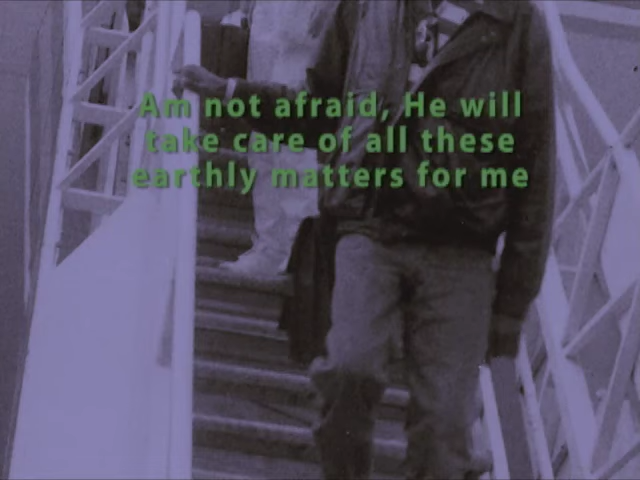 Am not afraid, He will
take care of all these
earthly matters for me